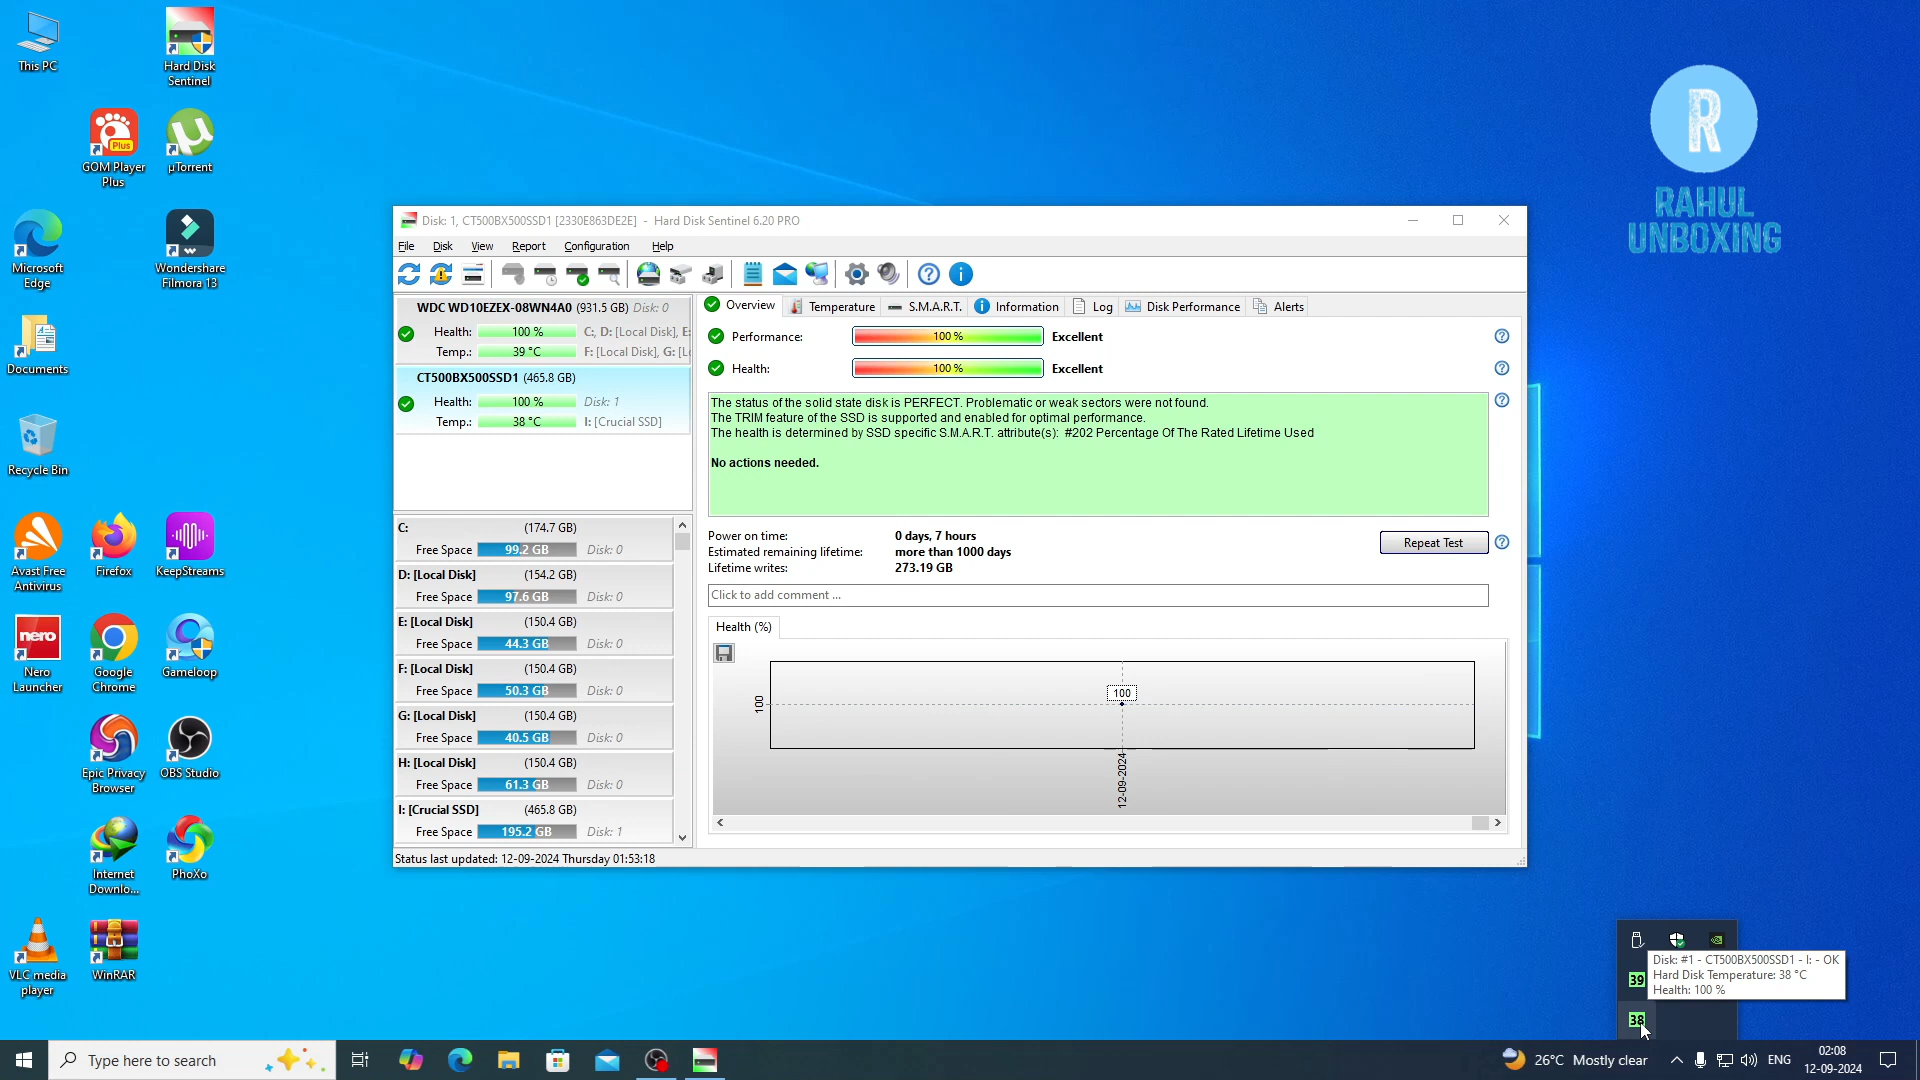 This PC
Hard Disk
Sentinel
GOM Player
Plus
µTorrent
Microsoft
Edge
Wondershare
Filmora 13
Documents
Recycle Bin
Avast Free
Antivirus
Firefox
KeepStreams
nero
Nero
Launcher
Google
Chrome
Gameloop
Epic Privacy
Browser
OBS Studio
Internet
Downlo...
PhoXo
VLC media
player
WinRAR
R
RAHUL
UNBOXING
Disk: 1, CT500BX500SSD1 [2330E863DE2E] - Hard Disk Sentinel 6.20 PRO
File Disk View Report Configuration Help
WDC WD10EZEX-08WN4A0 (931.5 GB) Disk: 0
Health: 100 % C:, D: [Local Disk], E:
Temp.: 39 °C F: [Local Disk], G: [L
CT500BX500SSD1 (465.8 GB)
Health: 100 % Disk: 1
Temp.: 38 °C I: [Crucial SSD]
C: (174.7 GB)
Free Space 99.2 GB Disk: 0
D: [Local Disk] (154.2 GB)
Free Space 97.6 GB Disk: 0
E: [Local Disk] (150.4 GB)
Free Space 44.3 GB Disk: 0
F: [Local Disk] (150.4 GB)
Free Space 50.3 GB Disk: 0
G: [Local Disk] (150.4 GB)
Free Space 40.5 GB Disk: 0
H: [Local Disk] (150.4 GB)
Free Space 61.3 GB Disk: 0
I: [Crucial SSD] (465.8 GB)
Free Space 195.2 GB Disk: 1
Status last updated: 12-09-2024 Thursday 01:53:18
Overview Temperature S.M.A.R.T. Information Log Disk Performance Alerts
Performance: 100 % Excellent
Health: 100 % Excellent
The status of the solid state disk is PERFECT. Problematic or weak sectors were not found.
The TRIM feature of the SSD is supported and enabled for optimal performance.
The health is determined by SSD specific S.M.A.R.T. attribute(s): #202 Percentage Of The Rated Lifetime Used
No actions needed.
Power on time: 0 days, 7 hours
Estimated remaining lifetime: more than 1000 days
Lifetime writes: 273.19 GB
Repeat Test
Click to add comment ...
Health (%)
100
100
12-09-2024
39
Disk: #1 - CT500BX500SSD1 - I: - OK
Hard Disk Temperature: 38 °C
Health: 100 %
38
Type here to search
26°C Mostly clear
ENG
02:08
12-09-2024